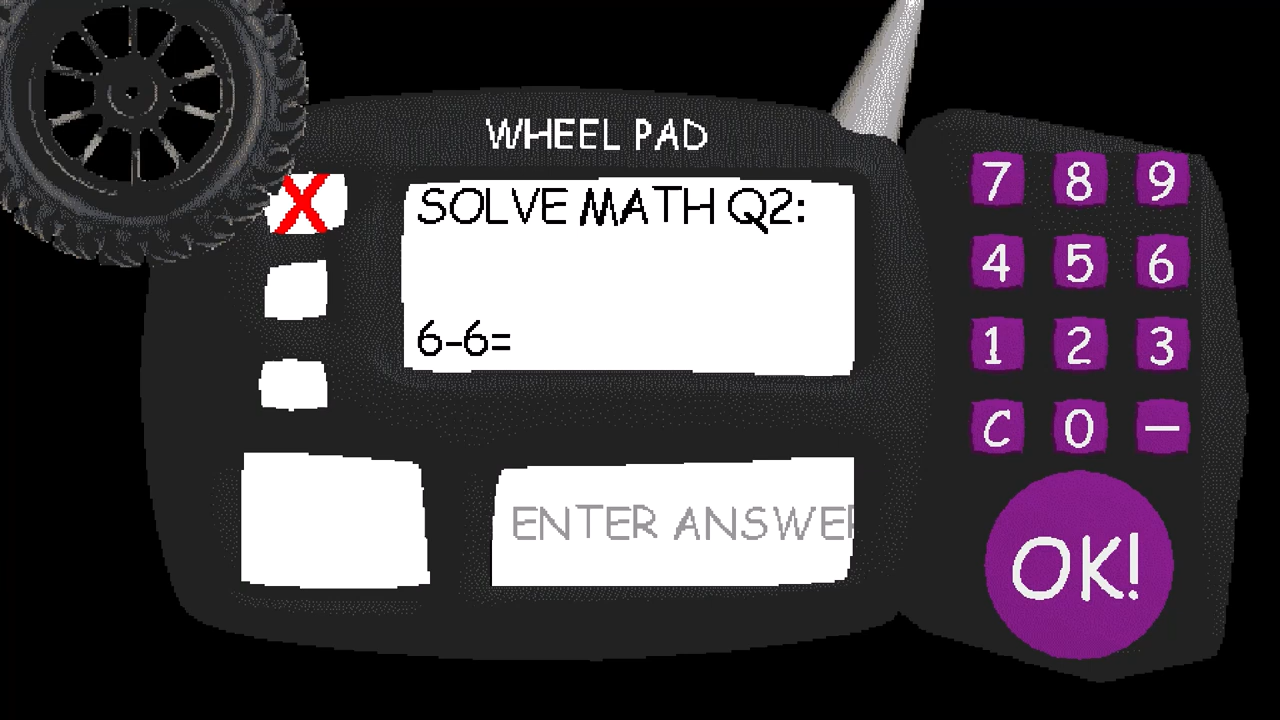 WHEEL PAD
SOLVE MATH Q2:
6-6=
ENTER ANSWER
7 8 9
4 5 6
1 2 3
C 0 −
OK!